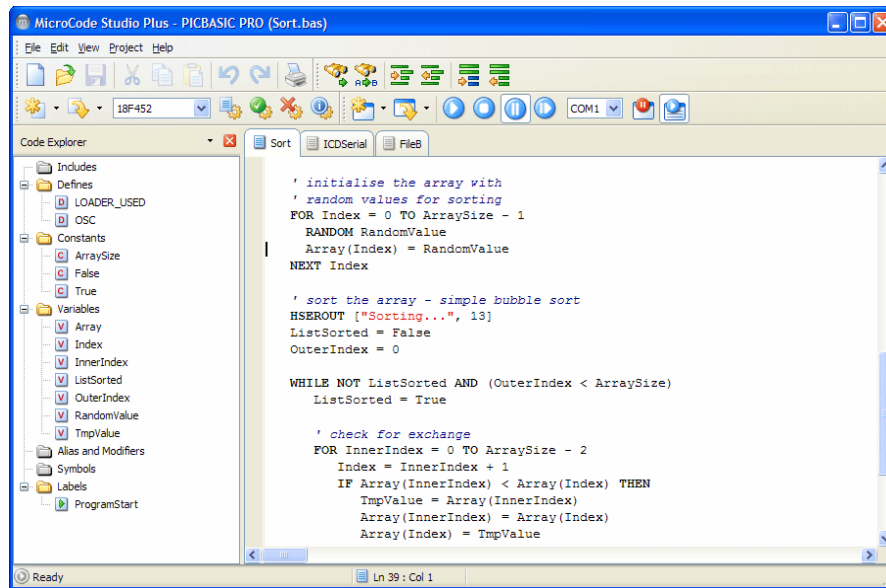 MicroCode Studio Plus - PICBASIC PRO (Sort.bas)
File Edit View Project Help
18F452
COM1
Code Explorer
Sort
ICDSerial
FileB
Includes
Defines
LOADER_USED
OSC
Constants
ArraySize
False
True
Variables
Array
Index
InnerIndex
ListSorted
OuterIndex
RandomValue
TmpValue
Alias and Modifiers
Symbols
Labels
ProgramStart
' initialise the array with
' random values for sorting
FOR Index = 0 TO ArraySize - 1
RANDOM RandomValue
Array(Index) = RandomValue
NEXT Index
' sort the array - simple bubble sort
HSEROUT ["Sorting...", 13]
ListSorted = False
OuterIndex = 0
WHILE NOT ListSorted AND (OuterIndex < ArraySize)
ListSorted = True
' check for exchange
FOR InnerIndex = 0 TO ArraySize - 2
Index = InnerIndex + 1
IF Array(InnerIndex) < Array(Index) THEN
TmpValue = Array(InnerIndex)
Array(InnerIndex) = Array(Index)
Array(Index) = TmpValue
Ready
Ln 39 : Col 1